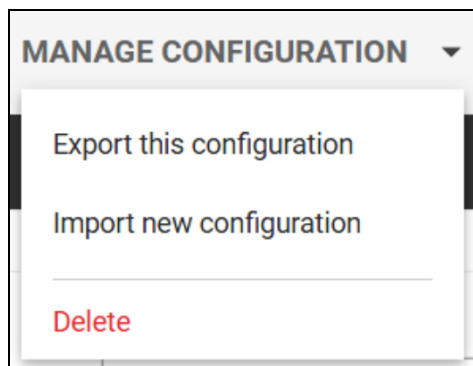 MANAGE CONFIGURATION
Export this configuration
Import new configuration
Delete